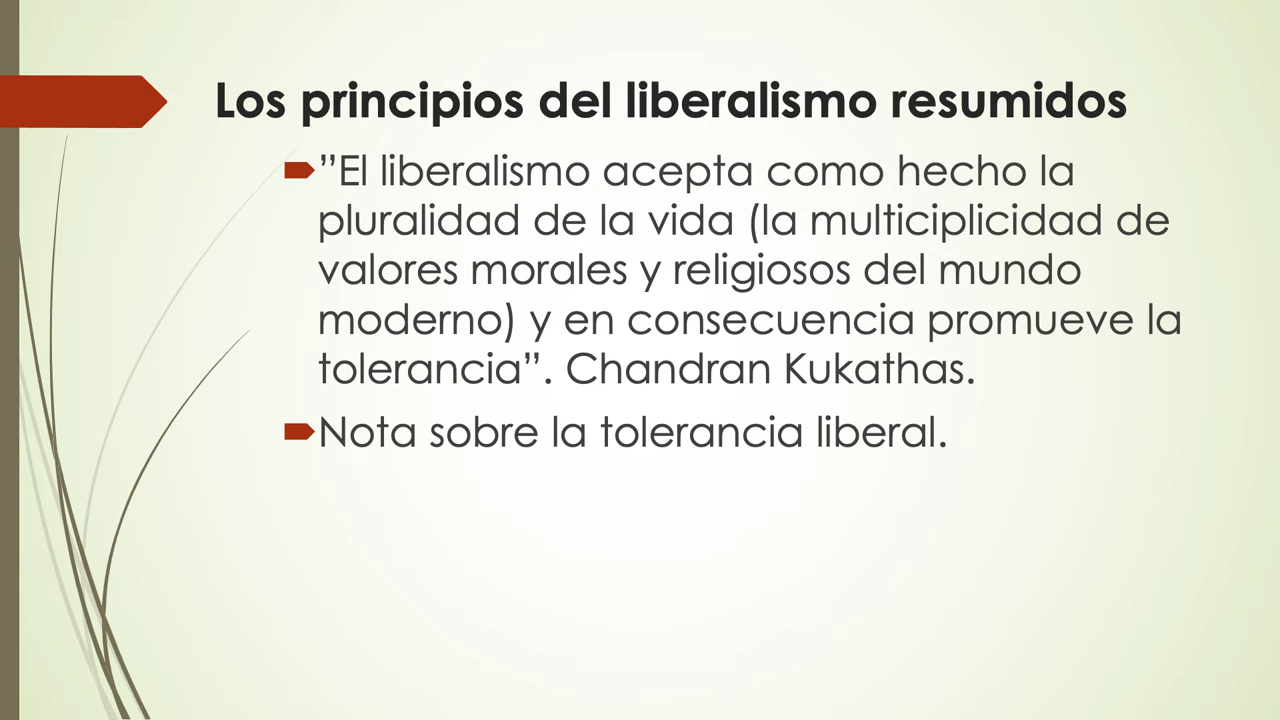 Los principios del liberalismo resumidos
”El liberalismo acepta como hecho la
pluralidad de la vida (la multiciplicidad de
valores morales y religiosos del mundo
moderno) y en consecuencia promueve la
tolerancia”. Chandran Kukathas.
Nota sobre la tolerancia liberal.